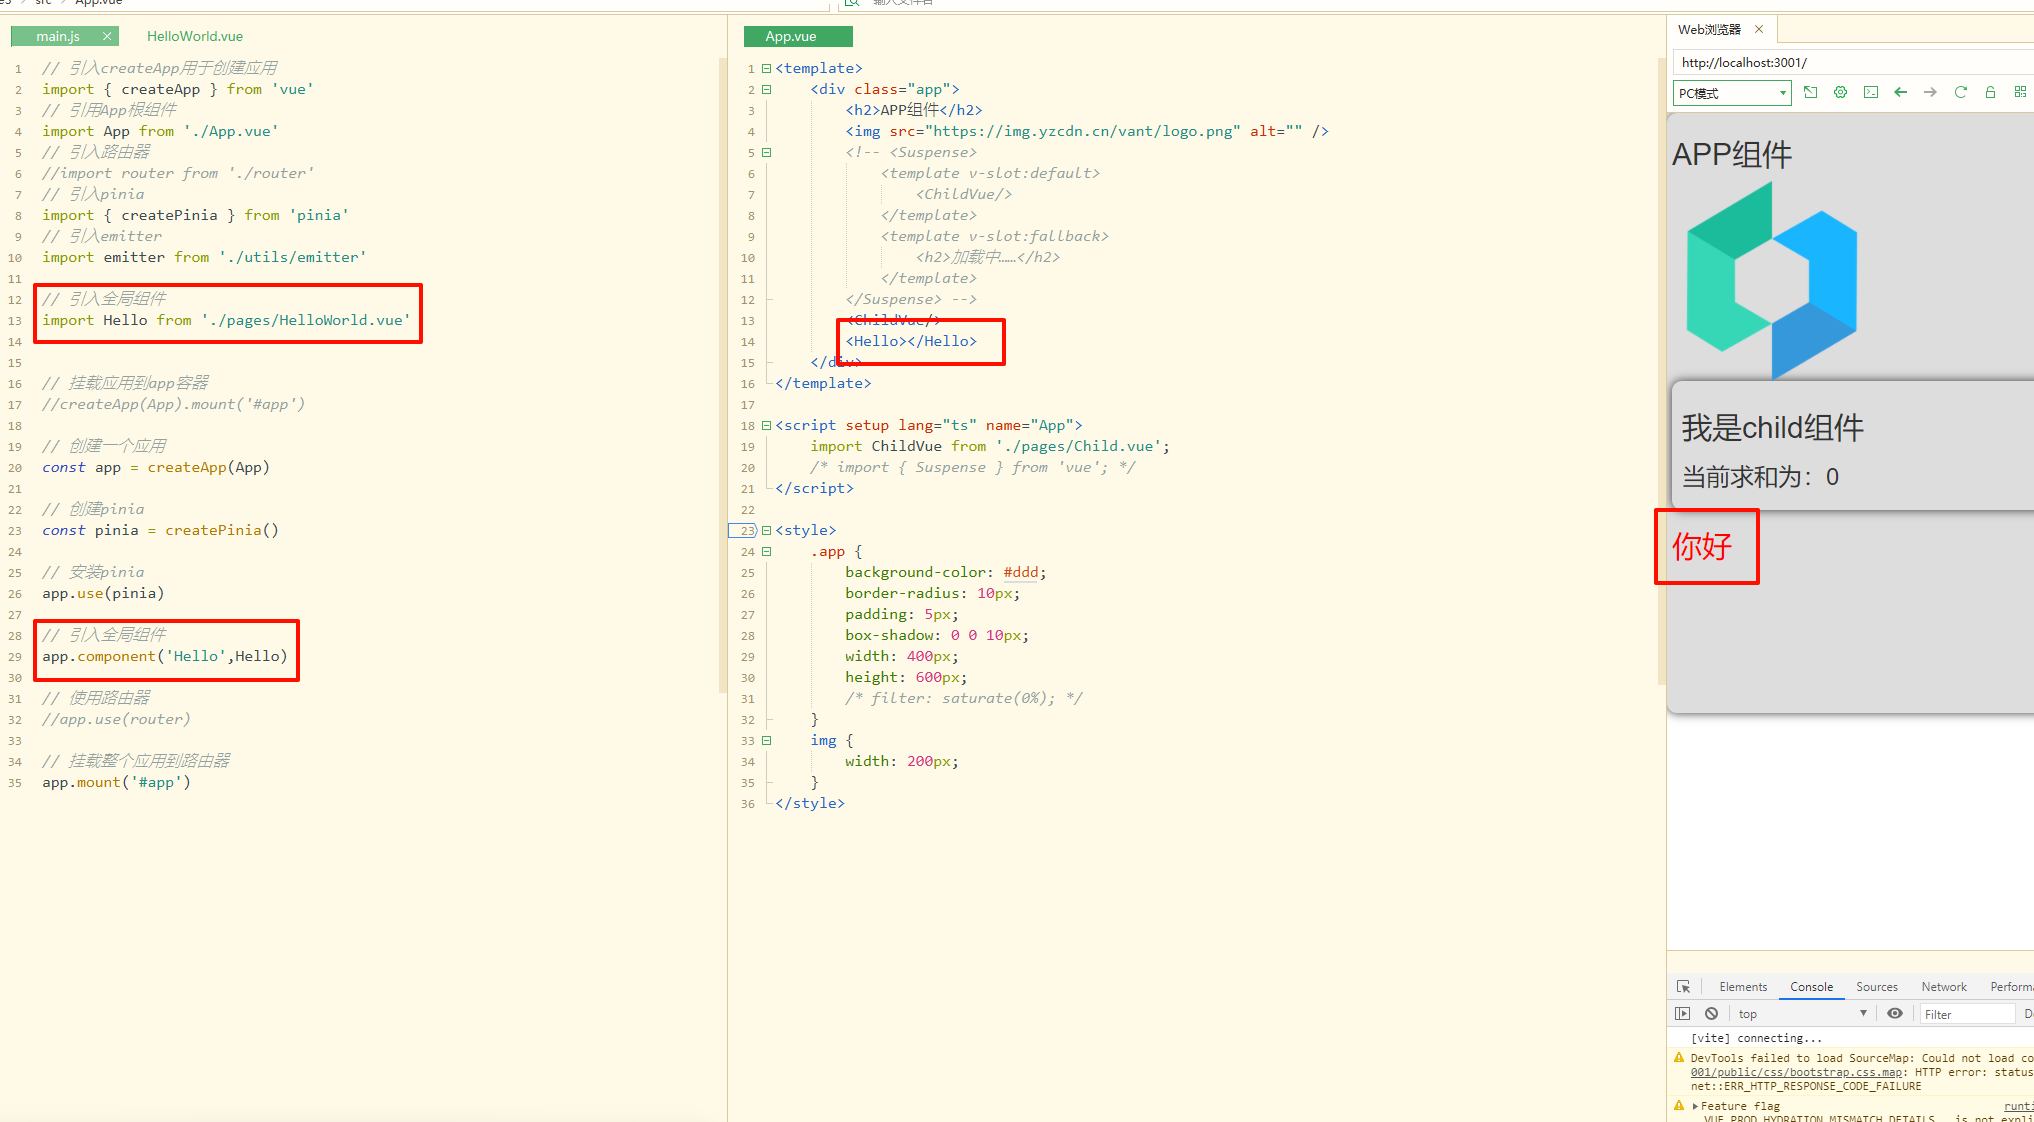 src
App.vue
main.js
HelloWorld.vue
1 // 引入createApp用于创建应用
2 import { createApp } from 'vue'
3 // 引用App根组件
4 import App from './App.vue'
5 // 引入路由器
6 //import router from './router'
7 // 引入pinia
8 import { createPinia } from 'pinia'
9 // 引入emitter
10 import emitter from './utils/emitter'
11
12 // 引入全局组件
13 import Hello from './pages/HelloWorld.vue'
14
15
16 // 挂载应用到app容器
17 //createApp(App).mount('#app')
18
19 // 创建一个应用
20 const app = createApp(App)
21
22 // 创建pinia
23 const pinia = createPinia()
24
25 // 安装pinia
26 app.use(pinia)
27
28 // 引入全局组件
29 app.component('Hello',Hello)
30
31 // 使用路由器
32 //app.use(router)
33
34 // 挂载整个应用到路由器
35 app.mount('#app')
App.vue
1 <template>
2 <div class="app">
3 <h2>APP组件</h2>
4 <img src="https://img.yzcdn.cn/vant/logo.png" alt="" />
5 <!-- <Suspense>
6 <template v-slot:default>
7 <ChildVue/>
8 </template>
9 <template v-slot:fallback>
10 <h2>加载中……</h2>
11 </template>
12 </Suspense> -->
13 <ChildVue/>
14 <Hello></Hello>
15 </div>
16 </template>
17
18 <script setup lang="ts" name="App">
19 import ChildVue from './pages/Child.vue';
20 /* import { Suspense } from 'vue'; */
21 </script>
22
23 <style>
24 .app {
25 background-color: #ddd;
26 border-radius: 10px;
27 padding: 5px;
28 box-shadow: 0 0 10px;
29 width: 400px;
30 height: 600px;
31 /* filter: saturate(0%); */
32 }
33 img {
34 width: 200px;
35 }
36 </style>
Web浏览器
http://localhost:3001/
PC模式
APP组件
我是child组件
当前求和为：0
你好
Elements Console Sources Network Performa
top Filter
[vite] connecting...
DevTools failed to load SourceMap: Could not load co
001/public/css/bootstrap.css.map: HTTP error: status
net::ERR_HTTP_RESPONSE_CODE_FAILURE
Feature flag runti
VUE_PROD_HYDRATION_MISMATCH_DETAILS is not expli